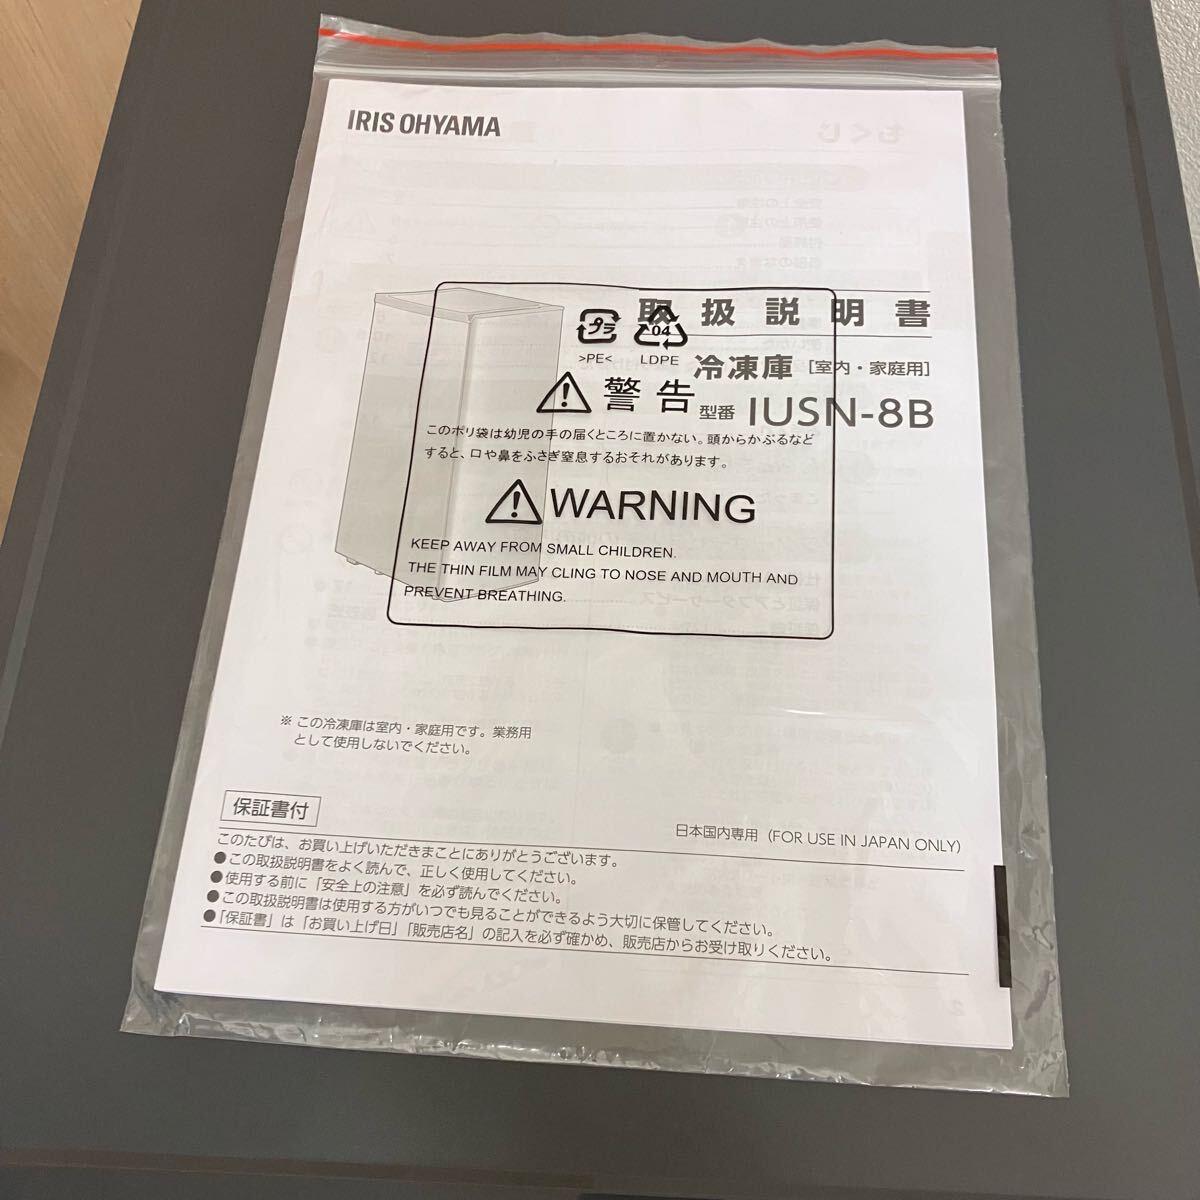 IRIS OHYAMA
取扱説明書
>PE<
04
LDPE
冷凍庫 [室内・家庭用]
型番 IUSN-8B
警告
このポリ袋は幼児の手の届くところに置かない。頭からかぶるなど
すると、口や鼻をふさぎ窒息するおそれがあります。
WARNING
KEEP AWAY FROM SMALL CHILDREN.
THE THIN FILM MAY CLING TO NOSE AND MOUTH AND
PREVENT BREATHING.
※ この冷凍庫は室内・家庭用です。業務用
として使用しないでください。
保証書付
日本国内専用 (FOR USE IN JAPAN ONLY)
このたびは、お買い上げいただきまことにありがとうございます。
●この取扱説明書をよく読んで、正しく使用してください。
●使用する前に「安全上の注意」を必ず読んでください。
●この取扱説明書は使用する方がいつでも見ることができるよう大切に保管してください。
●「保証書」は「お買い上げ日」「販売店名」の記入を必ず確かめ、販売店からお受け取りください。